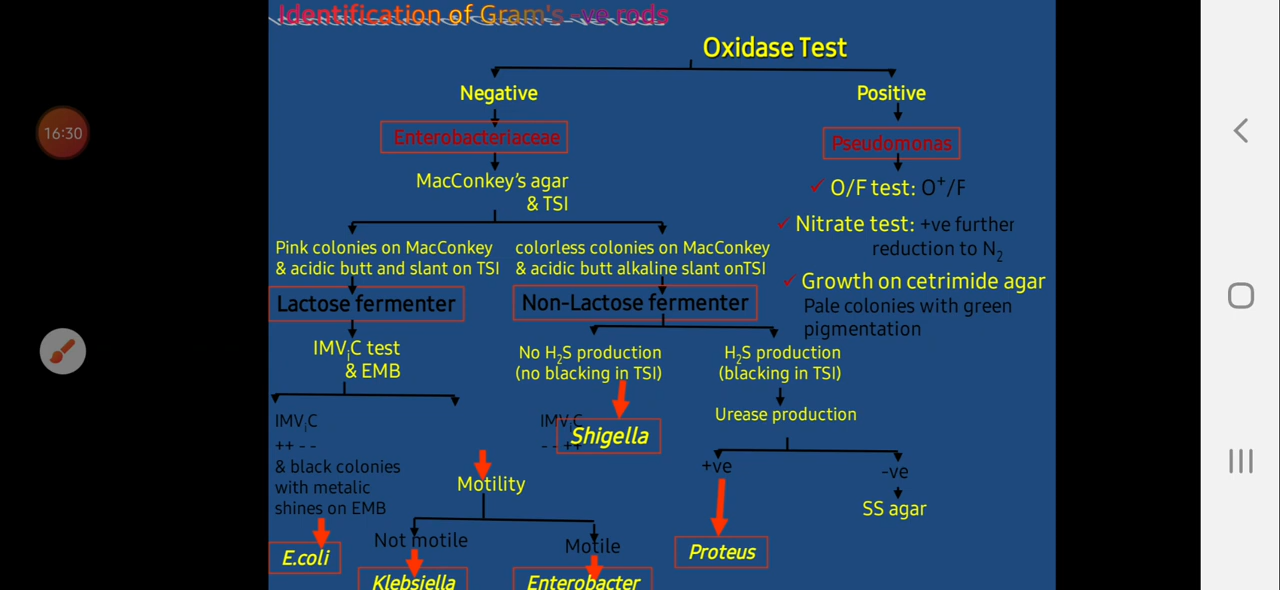 Identification of Gram's -ve rods
Oxidase Test
Negative
Positive
Enterobacteriaceae
Pseudomonas
MacConkey's agar
& TSI
O/F test: O⁺/F
Nitrate test: +ve further
reduction to N₂
Growth on cetrimide agar
Pale colonies with green
pigmentation
Pink colonies on MacConkey
& acidic butt and slant on TSI
colorless colonies on MacConkey
& acidic butt alkaline slant onTSI
Lactose fermenter
Non-Lactose fermenter
IMVᵢC test
& EMB
No H₂S production
(no blacking in TSI)
H₂S production
(blacking in TSI)
IMVᵢC
++ - -
& black colonies
with metalic
shines on EMB
IMVᵢC
- - ++
Shigella
Urease production
+ve
-ve
Motility
SS agar
Not motile
Motile
E.coli
Klebsiella
Enterobacter
Proteus
16:30